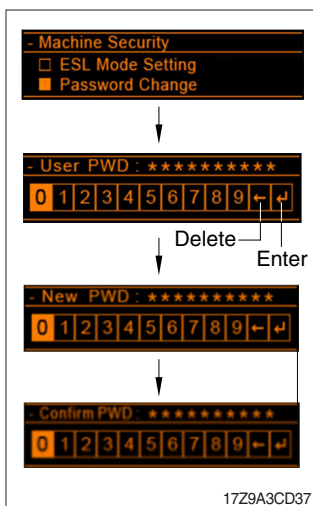 - Machine Security
□ ESL Mode Setting
■ Password Change
- User PWD : * * * * * * * * * *
0 1 2 3 4 5 6 7 8 9 ← ↵
Delete
Enter
- New PWD : * * * * * * * * * *
0 1 2 3 4 5 6 7 8 9 ← ↵
- Confirm PWD : * * * * * * * * * *
0 1 2 3 4 5 6 7 8 9 ← ↵
17Z9A3CD37